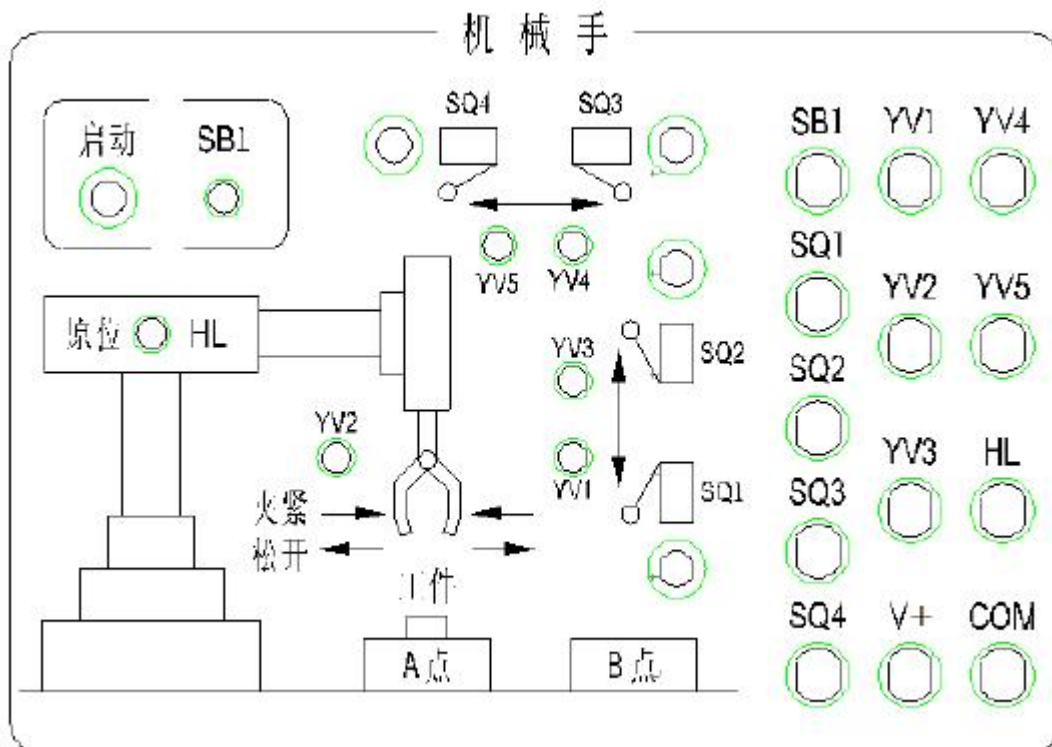 机 械 手
SQ4 SQ3
启动 SB1
SB1 YV1 YV4
YV5 YV4
SQ1 YV2 YV5
原位 HL
YV3 SQ2
SQ2
YV2
YV3 HL
YV1 SQ1
SQ3
火紧
松开
工件
SQ4 V+ COM
A点 B点